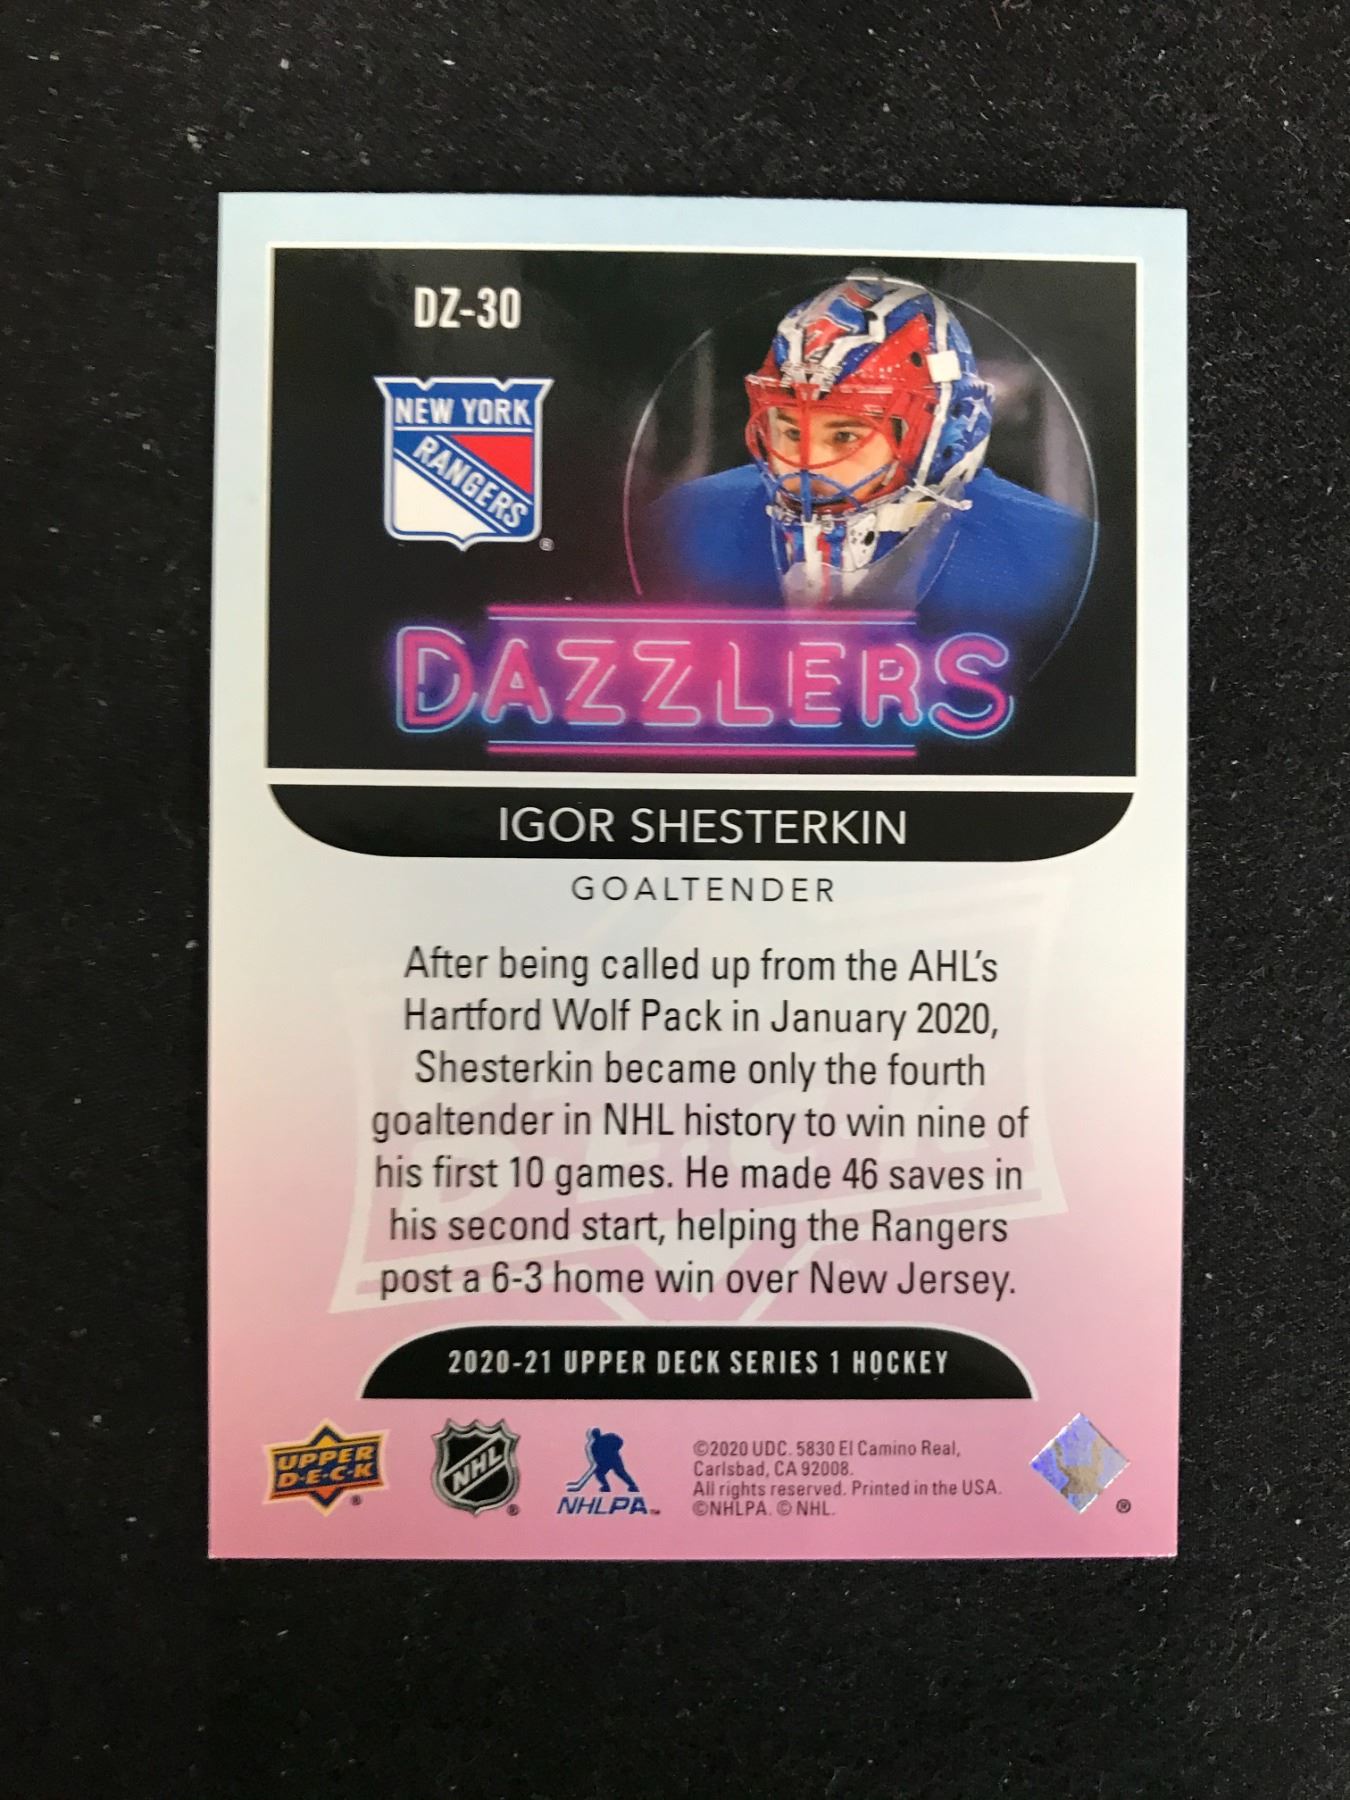 DZ-30
NEW YORK
RANGERS
®
DAZZLERS
IGOR SHESTERKIN
GOALTENDER
After being called up from the AHL's
Hartford Wolf Pack in January 2020,
Shesterkin became only the fourth
goaltender in NHL history to win nine of
his first 10 games. He made 46 saves in
his second start, helping the Rangers
post a 6-3 home win over New Jersey.
2020-21 UPPER DECK SERIES 1 HOCKEY
UPPER
D·E·C·K
®
NHL
®
NHLPA™
©2020 UDC. 5830 El Camino Real,
Carlsbad, CA 92008.
All rights reserved. Printed in the USA.
©NHLPA. © NHL.
®